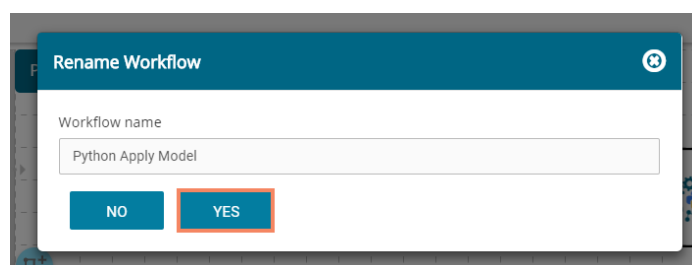 P
Rename Workflow
Workflow name
Python Apply Model
NO YES